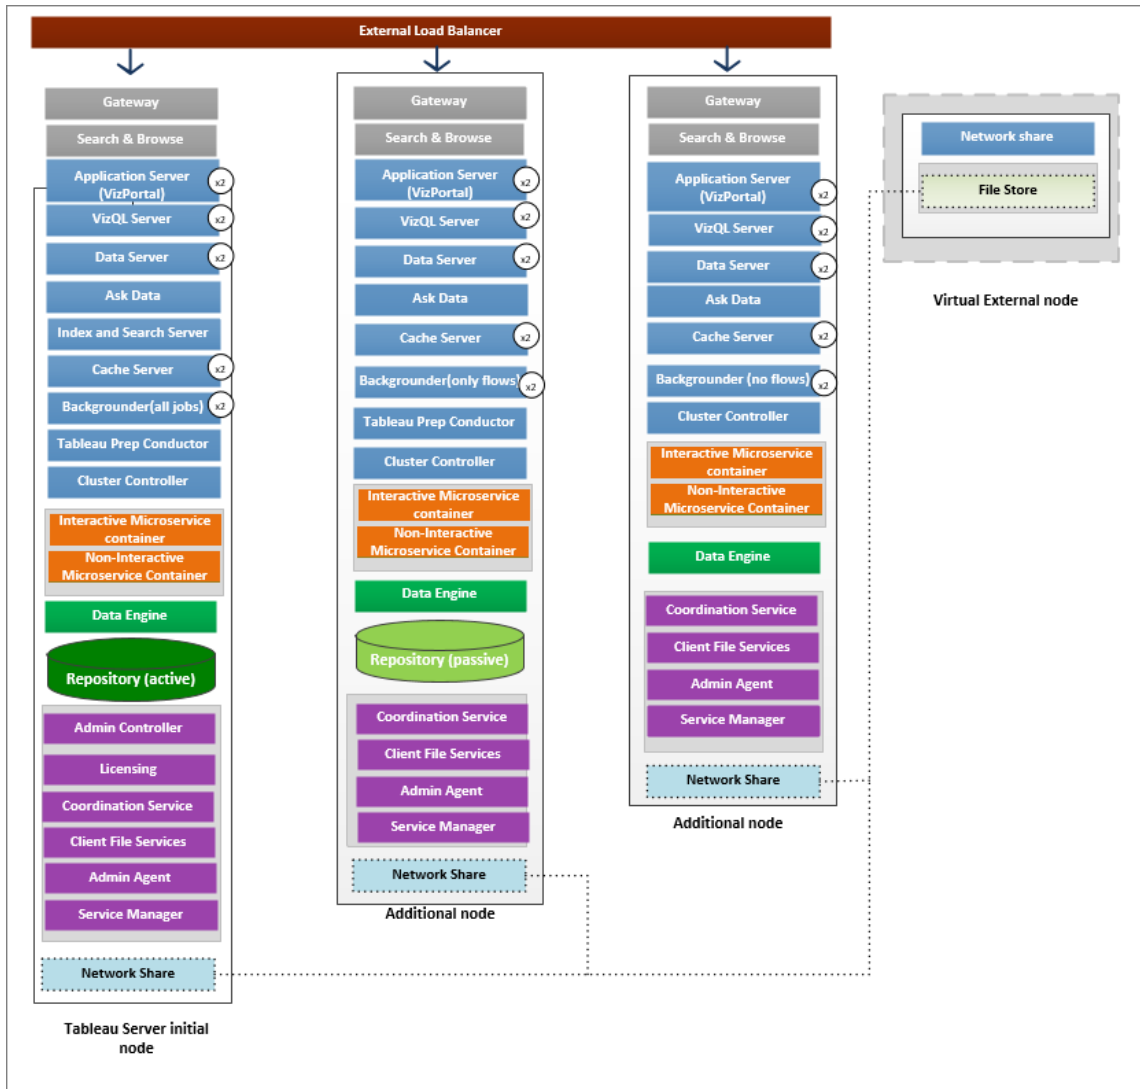 External Load Balancer
Gateway
Search & Browse
Application Server
(VizPortal)
x2
VizQL Server
x2
Data Server
x2
Ask Data
Index and Search Server
Cache Server
x2
Backgrounder(all jobs)
x2
Tableau Prep Conductor
Cluster Controller
Interactive Microservice
container
Non-Interactive
Microservice Container
Data Engine
Repository (active)
Admin Controller
Licensing
Coordination Service
Client File Services
Admin Agent
Service Manager
Network Share
Tableau Server initial
node
Gateway
Search & Browse
Application Server
(VizPortal)
x2
VizQL Server
x2
Data Server
x2
Ask Data
Cache Server
x2
Backgrounder(only flows)
x2
Tableau Prep Conductor
Cluster Controller
Interactive Microservice
container
Non-Interactive
Microservice Container
Data Engine
Repository (passive)
Coordination Service
Client File Services
Admin Agent
Service Manager
Network Share
Additional node
Gateway
Search & Browse
Application Server
(VizPortal)
x2
VizQL Server
x2
Data Server
x2
Ask Data
Cache Server
x2
Backgrounder (no flows)
x2
Cluster Controller
Interactive Microservice
container
Non-Interactive
Microservice Container
Data Engine
Coordination Service
Client File Services
Admin Agent
Service Manager
Network Share
Additional node
Network share
File Store
Virtual External node